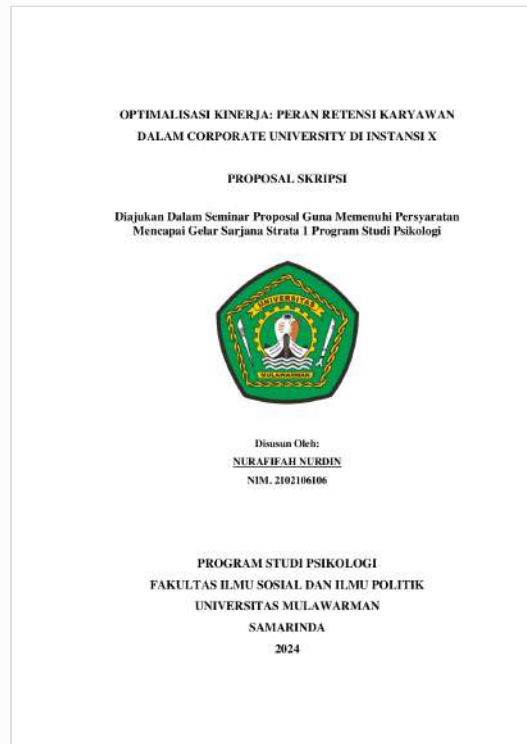 OPTIMALISASI KINERJA: PERAN RETENSI KARYAWAN
DALAM CORPORATE UNIVERSITY DI INSTANSI X
PROPOSAL SKRIPSI
Diajukan Dalam Seminar Proposal Guna Memenuhi Persyaratan
Mencapai Gelar Sarjana Strata 1 Program Studi Psikologi
UNIVERSITAS
MULAWARMAN
Disusun Oleh:
NURAFIFAH NURDIN
NIM. 2102106106
PROGRAM STUDI PSIKOLOGI
FAKULTAS ILMU SOSIAL DAN ILMU POLITIK
UNIVERSITAS MULAWARMAN
SAMARINDA
2024